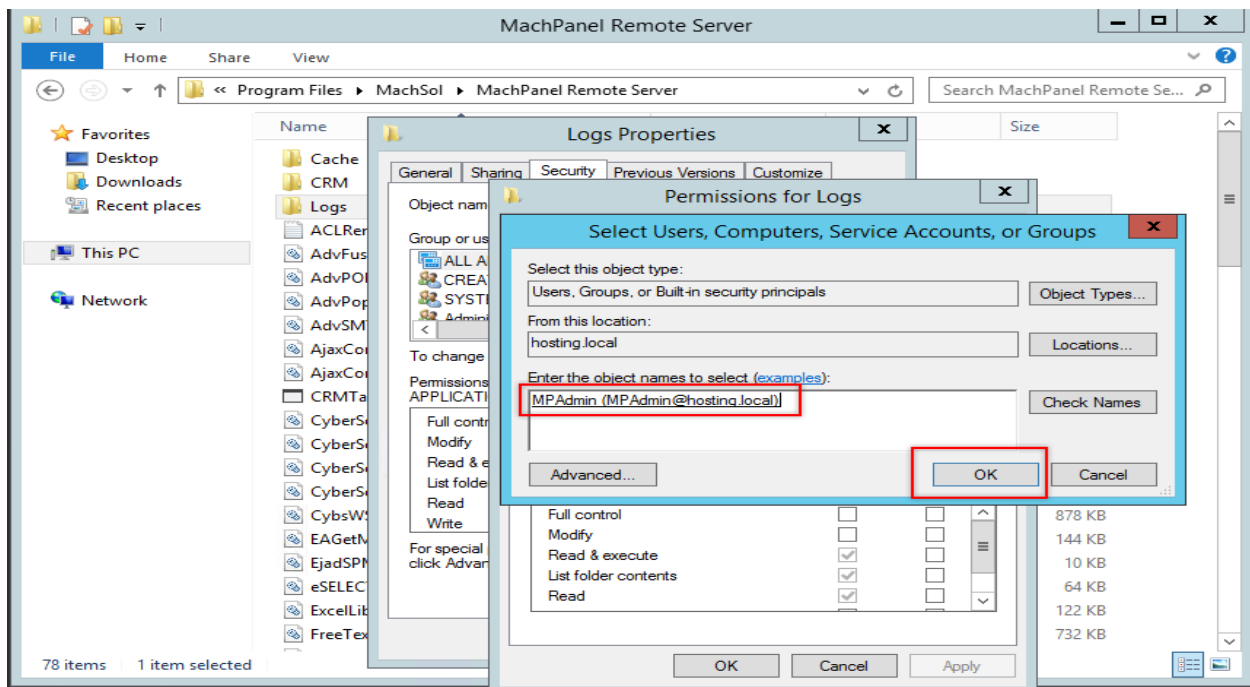 MachPanel Remote Server
File Home Share View
« Program Files MachSol MachPanel Remote Server Search MachPanel Remote Se...
Favorites
Desktop
Downloads
Recent places
This PC
Network
Name Size
Cache
CRM
Logs
ACLRer
AdvFus
AdvPOI
AdvPop
AdvSM
AjaxCor
AjaxCor
CRMTa
CyberS
CyberS
CyberS
CyberS
CybsW
EAGetM
EjadSPM
eSELEC
ExcelLib
FreeTex
878 KB
144 KB
10 KB
64 KB
122 KB
732 KB
78 items 1 item selected
Logs Properties
General Sharing Security Previous Versions Customize
Object nam
Group or us
ALL A
CREA
SYSTE
Admini
To change
Permissions
APPLICATI
Full contr
Modify
Read & e
List folde
Read
Write
For special
click Advan
Permissions for Logs
Select Users, Computers, Service Accounts, or Groups
Select this object type:
Users, Groups, or Built-in security principals Object Types...
From this location:
hosting.local Locations...
Enter the object names to select (examples):
MPAdmin (MPAdmin@hosting.local) Check Names
Advanced... OK Cancel
Full control
Modify
Read & execute
List folder contents
Read
OK Cancel Apply